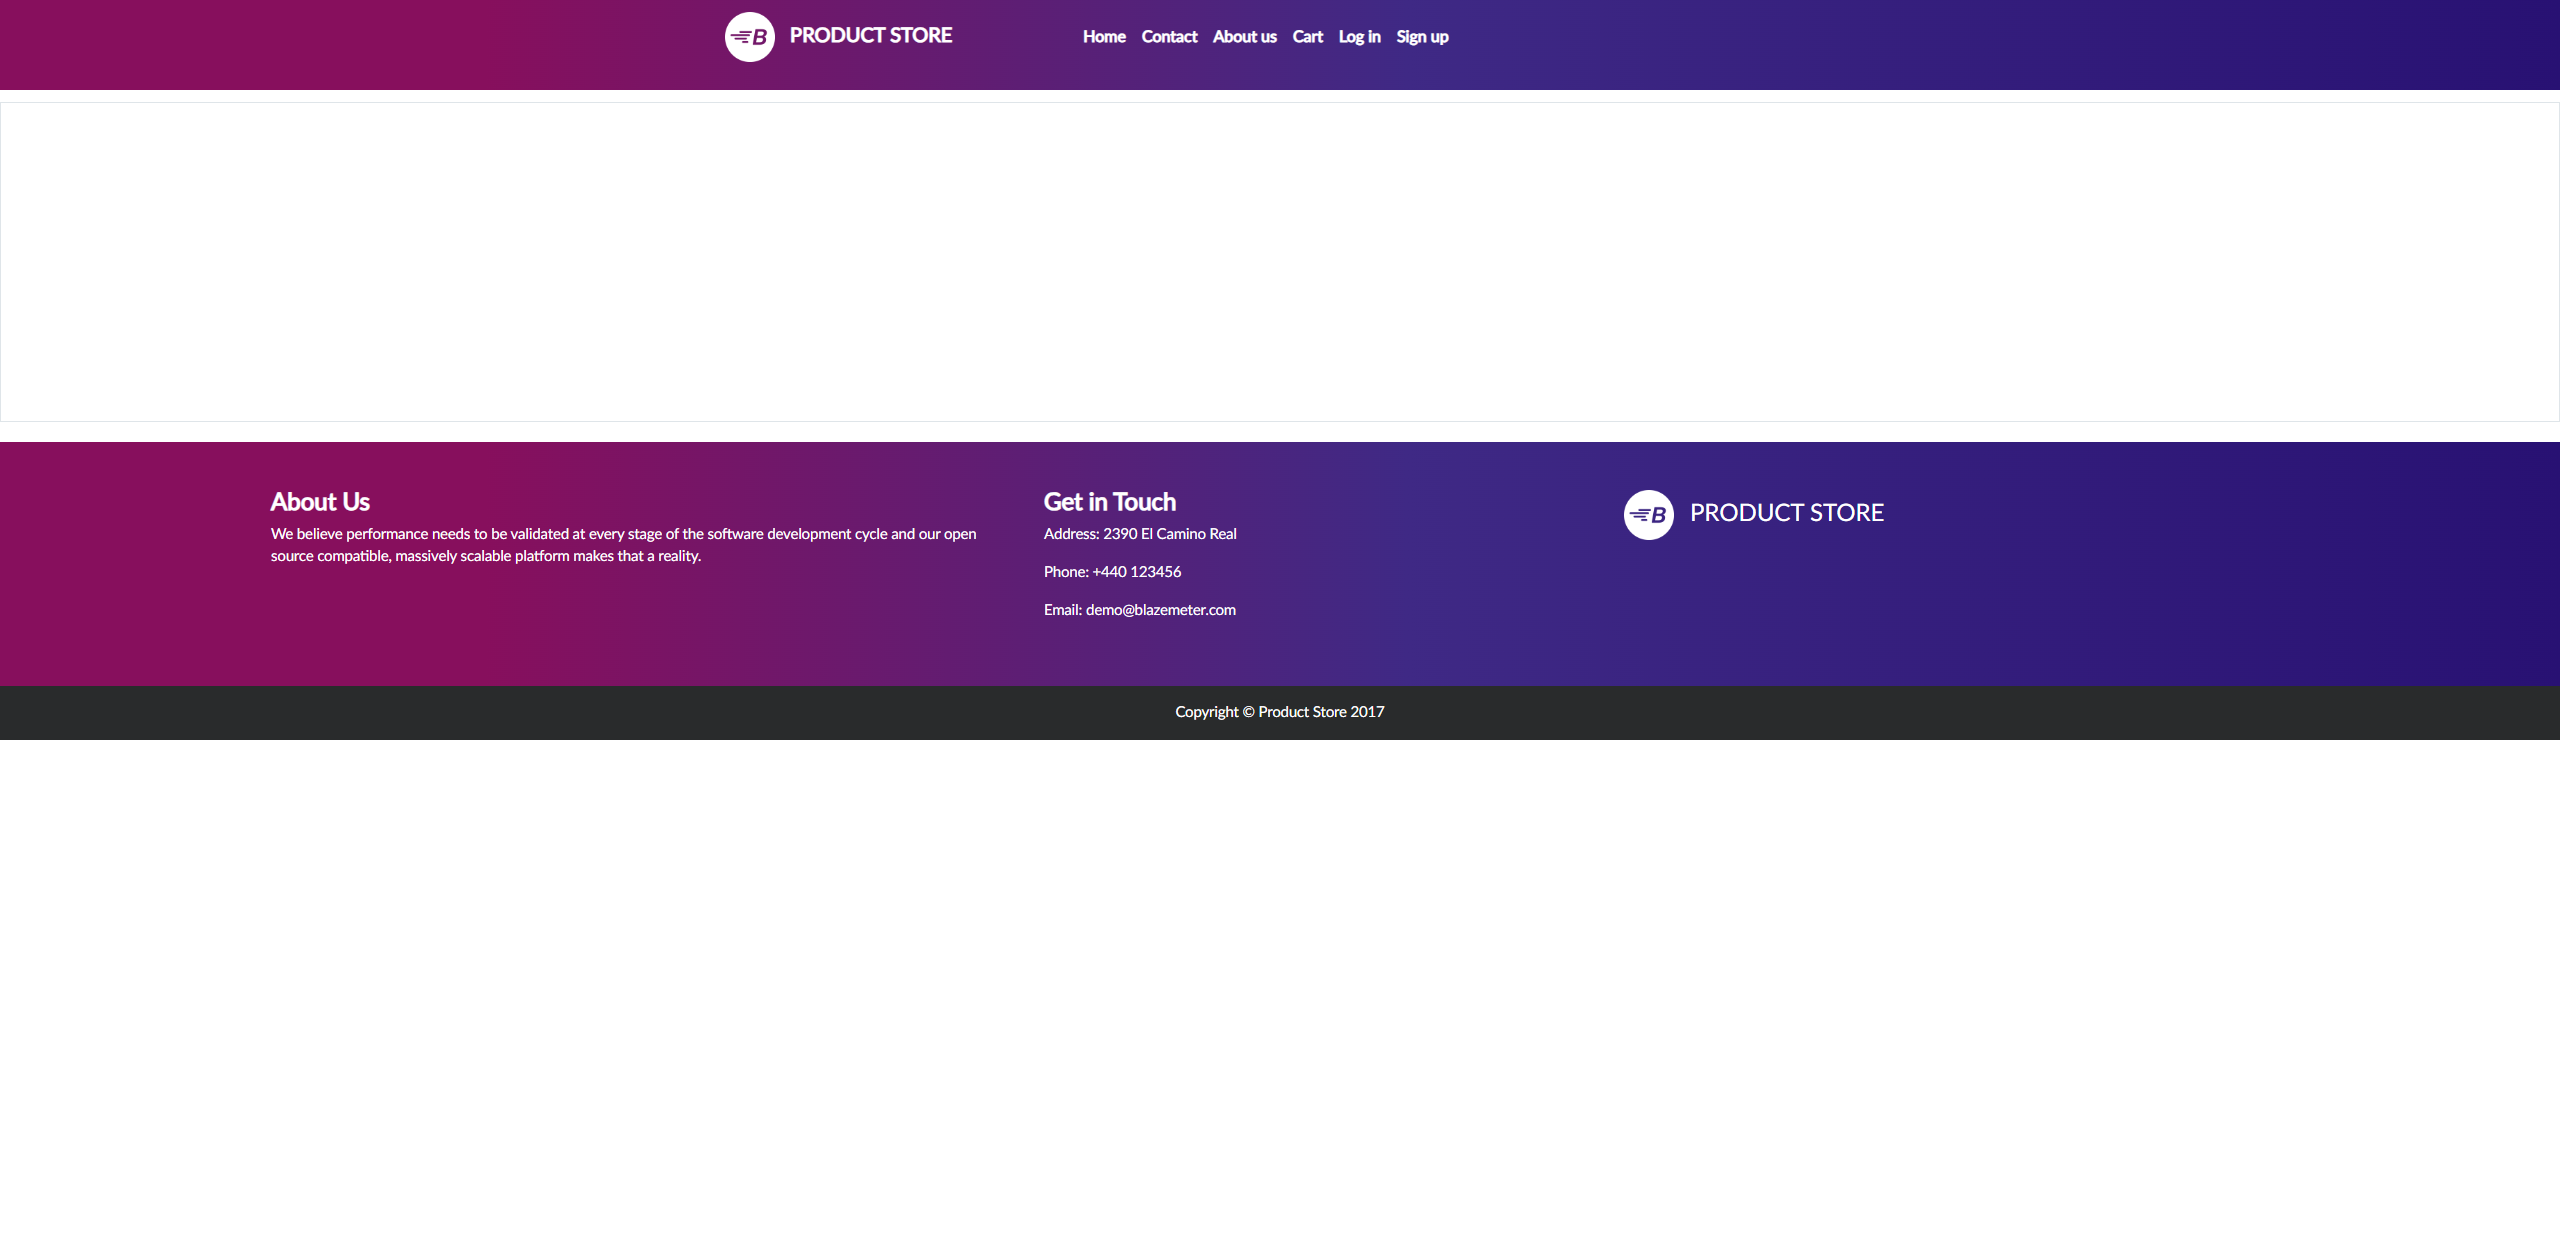 B PRODUCT STORE Home Contact About us Cart Log in Sign up
About Us
We believe performance needs to be validated at every stage of the software development cycle and our open
source compatible, massively scalable platform makes that a reality.
Get in Touch
Address: 2390 El Camino Real
Phone: +440 123456
Email: demo@blazemeter.com
B PRODUCT STORE
Copyright © Product Store 2017